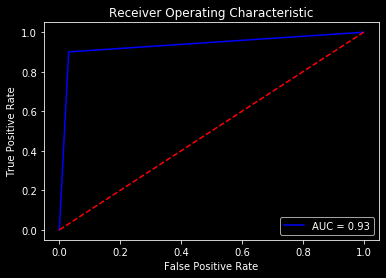 Receiver Operating Characteristic
True Positive Rate
1.0
0.8
0.6
0.4
0.2
0.0
0.0 0.2 0.4 0.6 0.8 1.0
False Positive Rate
AUC = 0.93